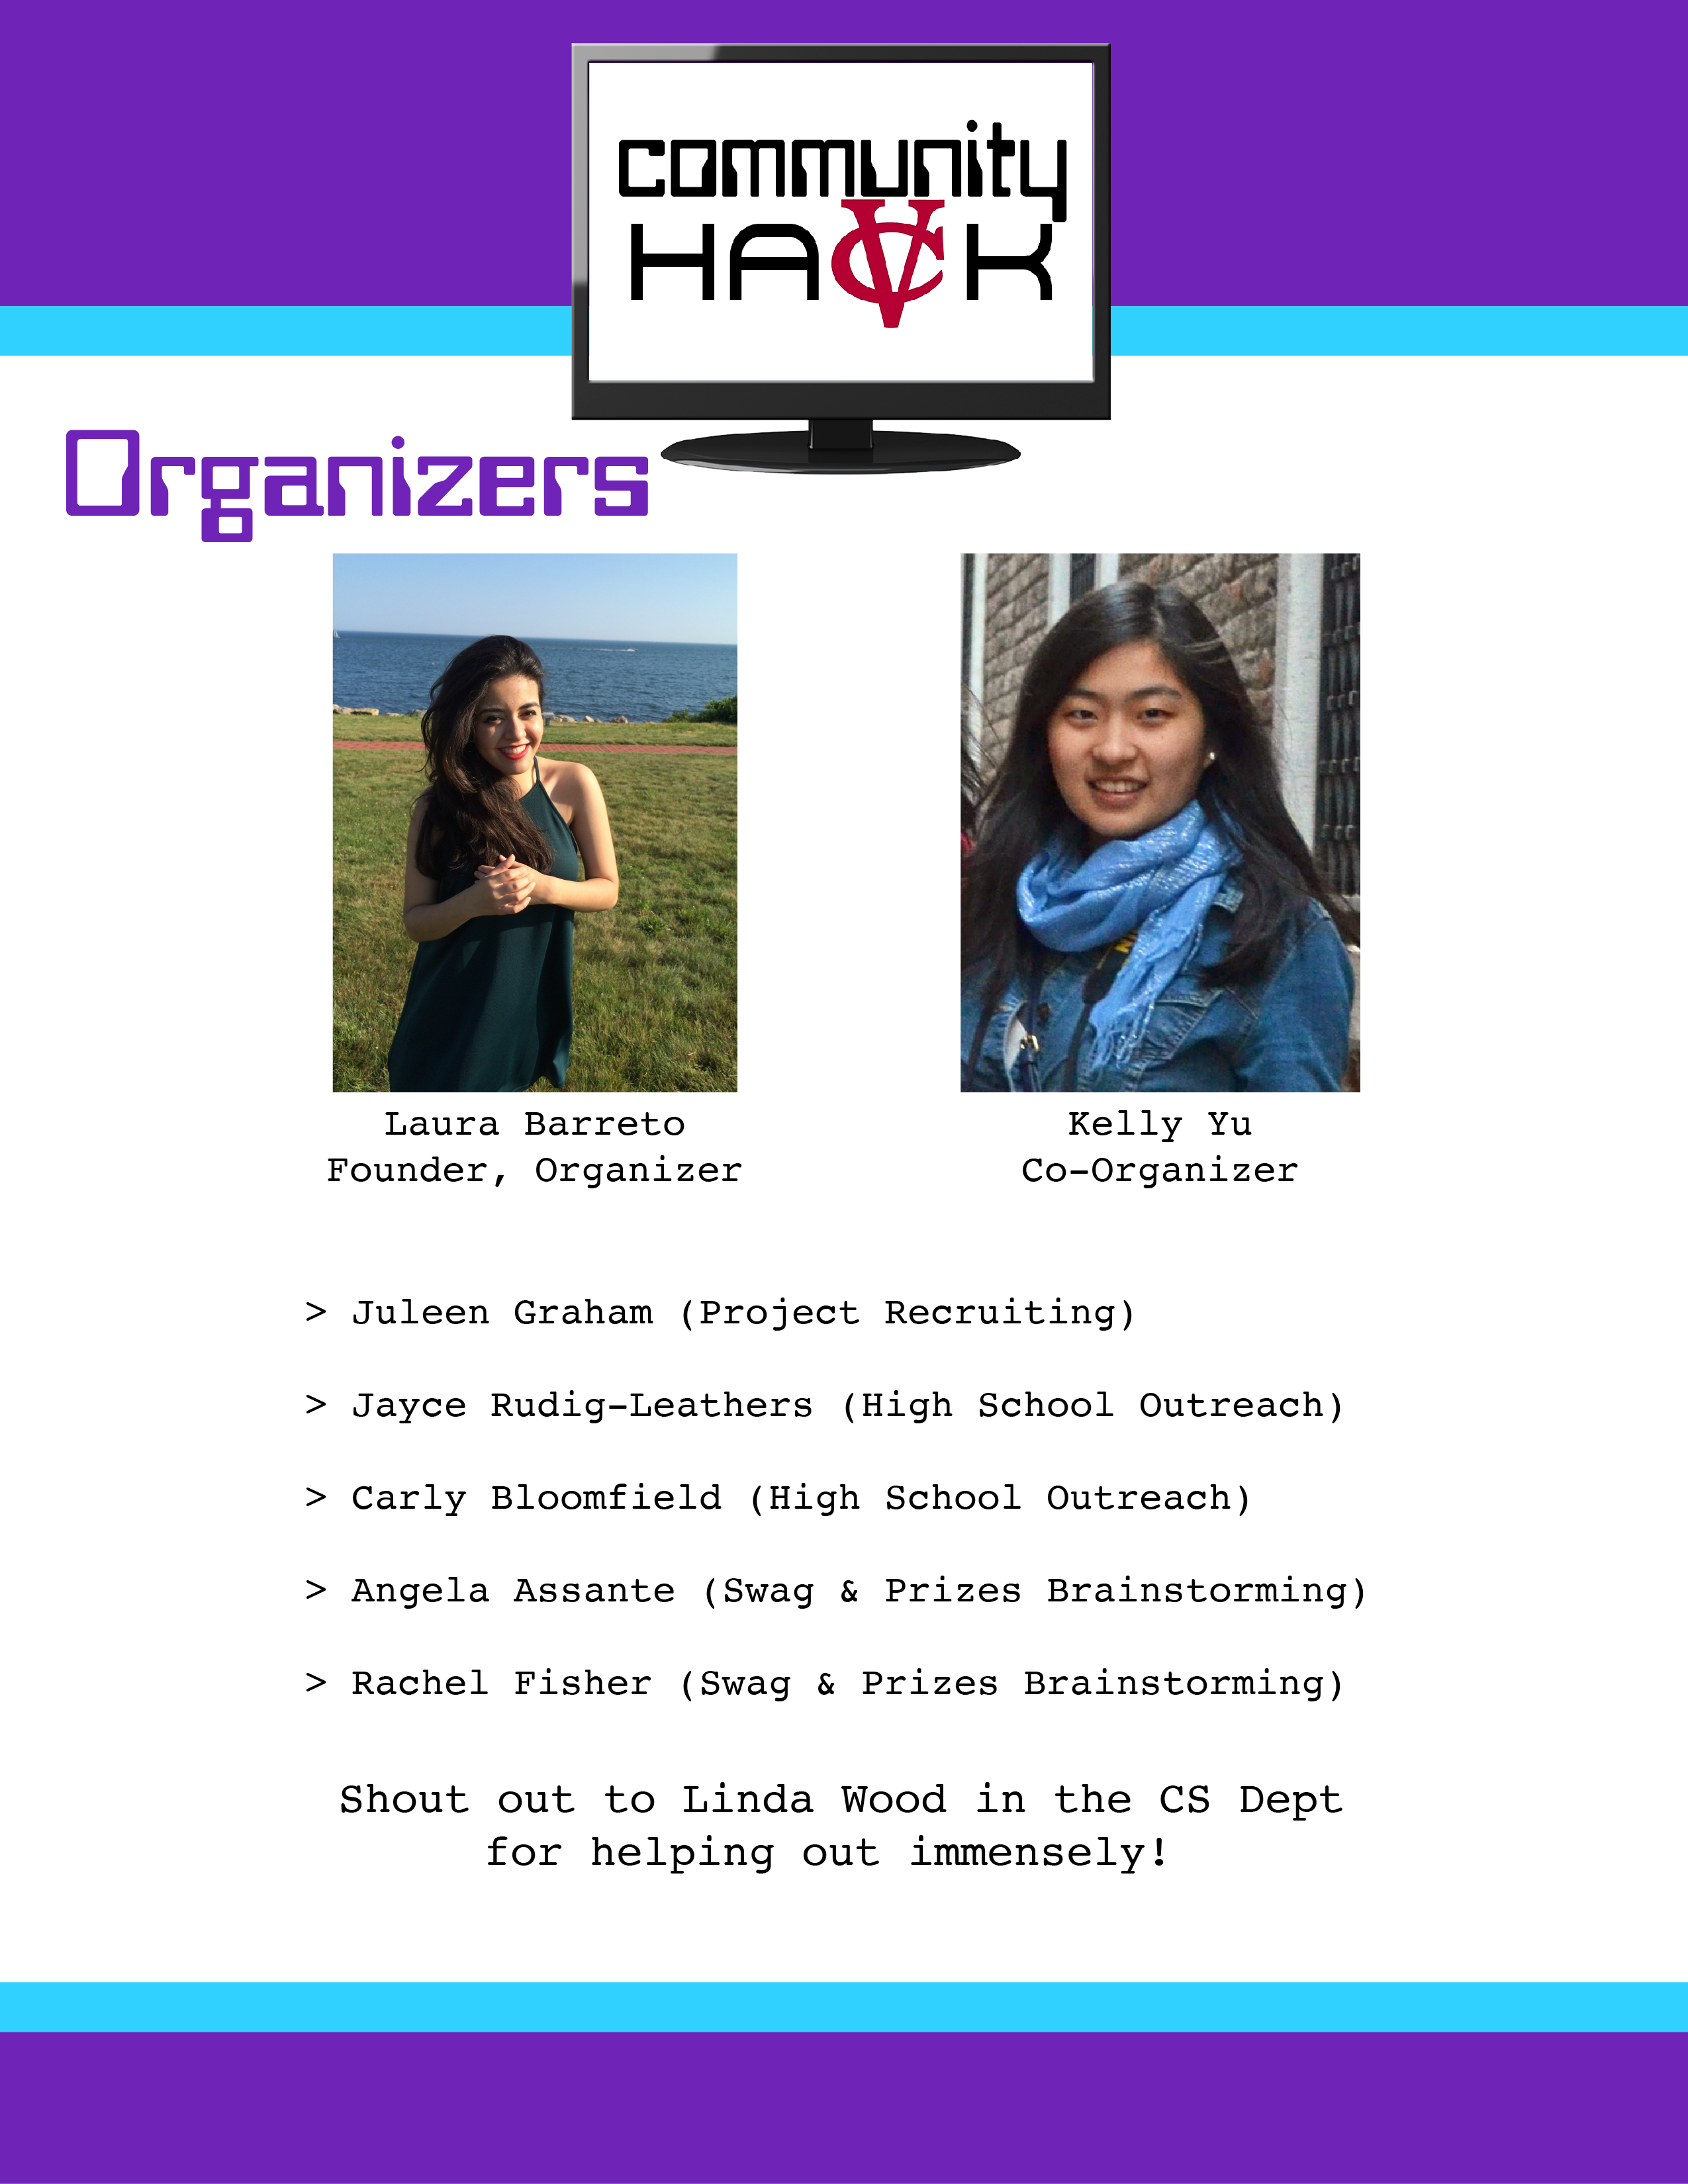 community
HACK
Organizers
Laura Barreto
Founder, Organizer
Kelly Yu
Co-Organizer
> Juleen Graham (Project Recruiting)
> Jayce Rudig-Leathers (High School Outreach)
> Carly Bloomfield (High School Outreach)
> Angela Assante (Swag & Prizes Brainstorming)
> Rachel Fisher (Swag & Prizes Brainstorming)
Shout out to Linda Wood in the CS Dept
for helping out immensely!